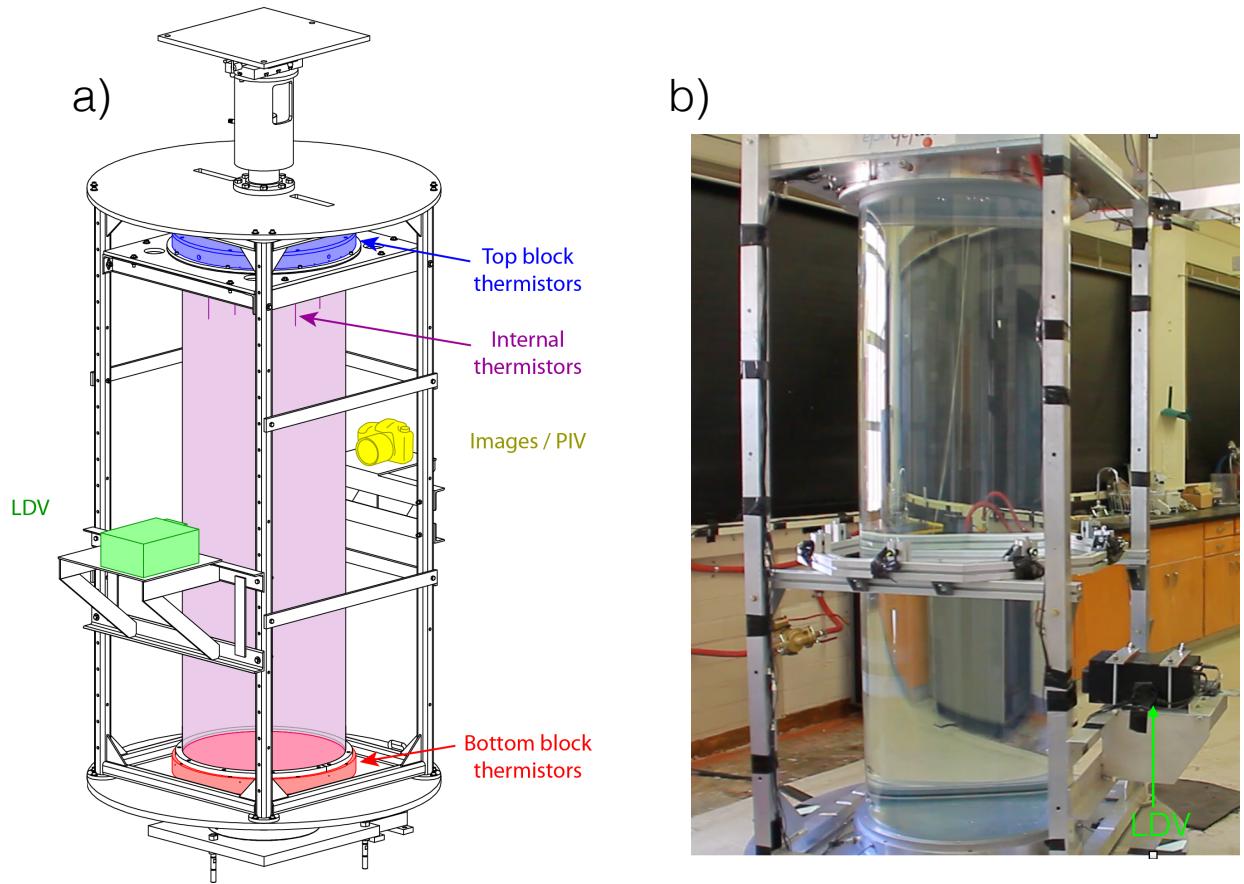 a)
Top block
thermistors
Internal
thermistors
Images / PIV
LDV
Bottom block
thermistors
b)
LDV